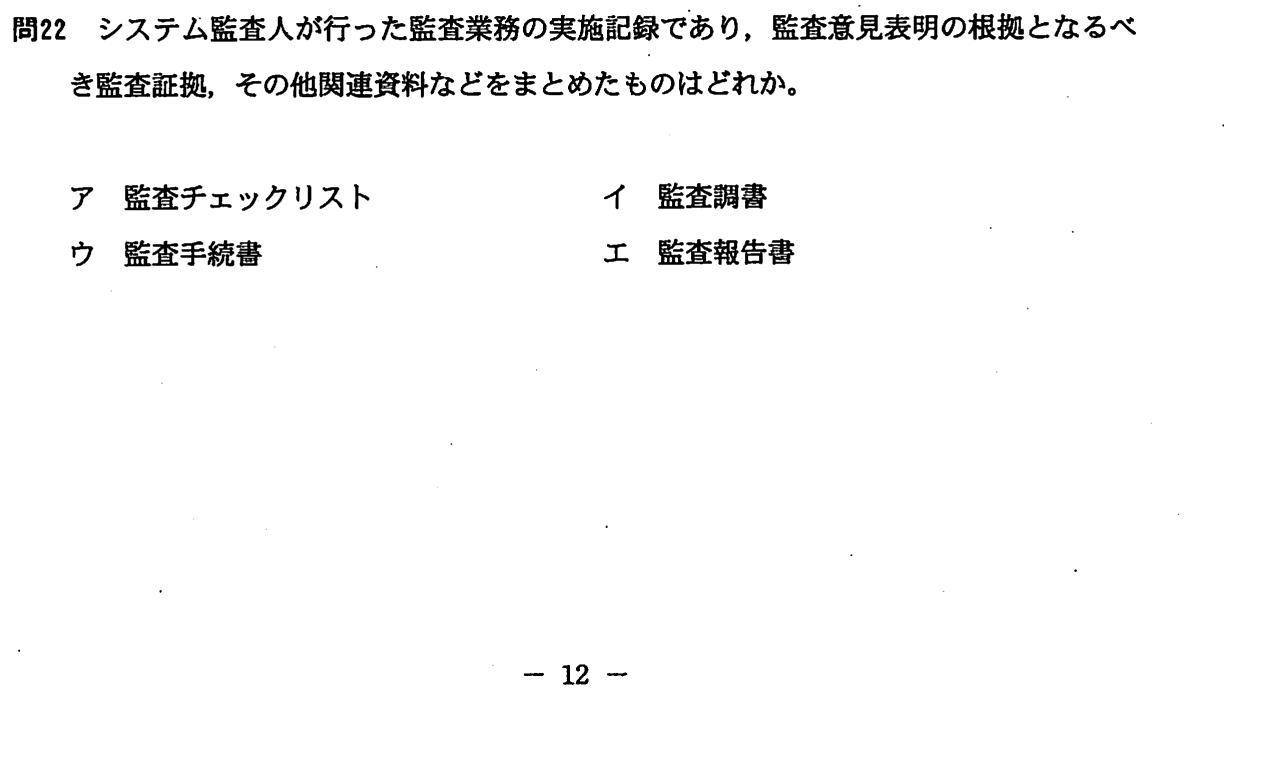 問22 システム監査人が行った監査業務の実施記録であり，監査意見表明の根拠となるべ
き監査証拠，その他関連資料などをまとめたものはどれか。
ア 監査チェックリスト イ 監査調書
ウ 監査手続書 エ 監査報告書
— 12 —